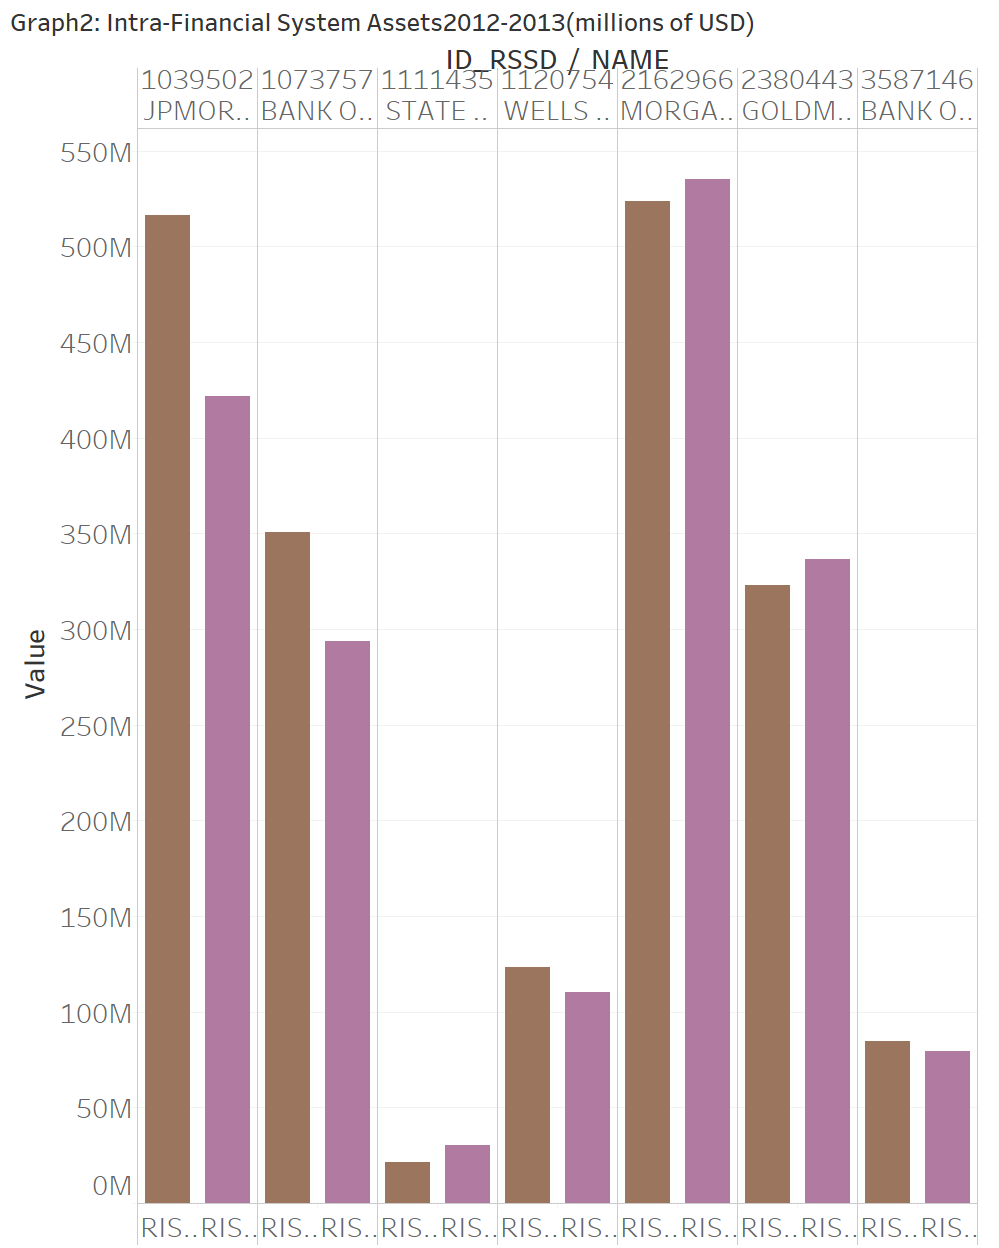 Graph2: Intra-Financial System Assets2012-2013(millions of USD)
ID_RSSD / NAME
1039502 1073757 1111435 1120754 2162966 2380443 3587146
JPMOR.. BANK O.. STATE .. WELLS .. MORGA.. GOLDM.. BANK O..
550M
500M
450M
400M
350M
300M
250M
200M
150M
100M
50M
0M
Value
RIS.. RIS.. RIS.. RIS.. RIS.. RIS.. RIS.. RIS.. RIS.. RIS.. RIS.. RIS.. RIS.. RIS..